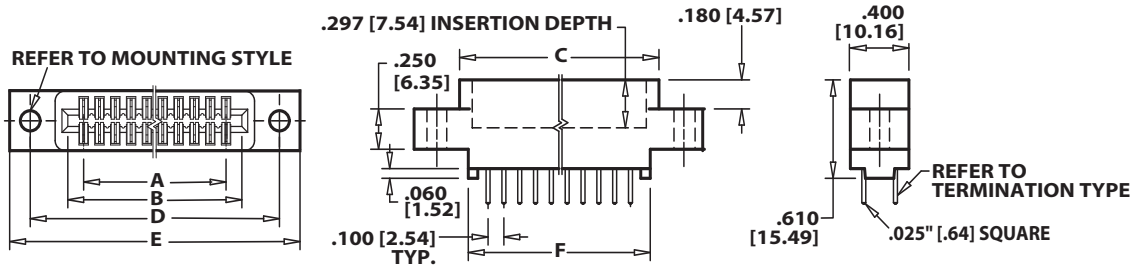 REFER TO MOUNTING STYLE
A
B
D
E
.297 [7.54] INSERTION DEPTH
C
.180 [4.57]
.250
[6.35]
.060
[1.52]
.100 [2.54]
TYP.
F
.400
[10.16]
.610
[15.49]
REFER TO
TERMINATION TYPE
.025" [.64] SQUARE